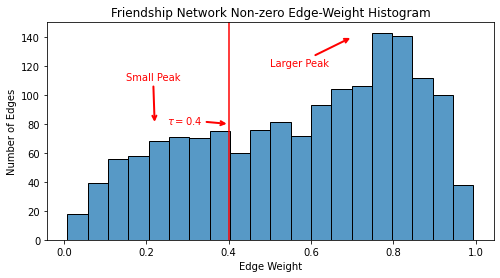 Friendship Network Non-zero Edge-Weight Histogram
140
120
100
80
60
40
20
0
Number of Edges
Small Peak
Larger Peak
τ = 0.4
0.0 0.2 0.4 0.6 0.8 1.0
Edge Weight